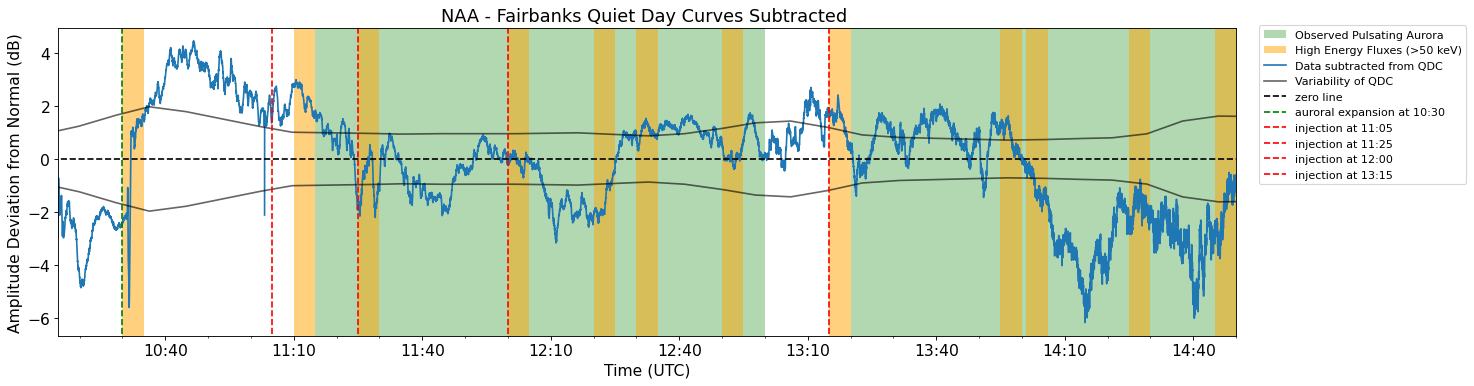 NAA - Fairbanks Quiet Day Curves Subtracted
Amplitude Deviation from Normal (dB)
4
2
0
−2
−4
−6
10:40 11:10 11:40 12:10 12:40 13:10 13:40 14:10 14:40
Time (UTC)
Observed Pulsating Aurora
High Energy Fluxes (>50 keV)
Data subtracted from QDC
Variability of QDC
zero line
auroral expansion at 10:30
injection at 11:05
injection at 11:25
injection at 12:00
injection at 13:15